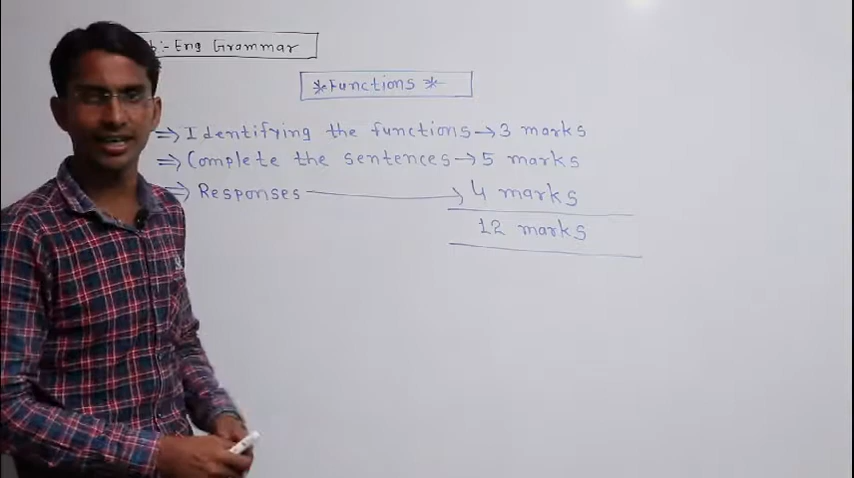 b:- Eng Grammar
*Functions*
⇒ Identifying the functions → 3 marks
⇒ Complete the sentences → 5 marks
⇒ Responses → 4 marks
12 marks